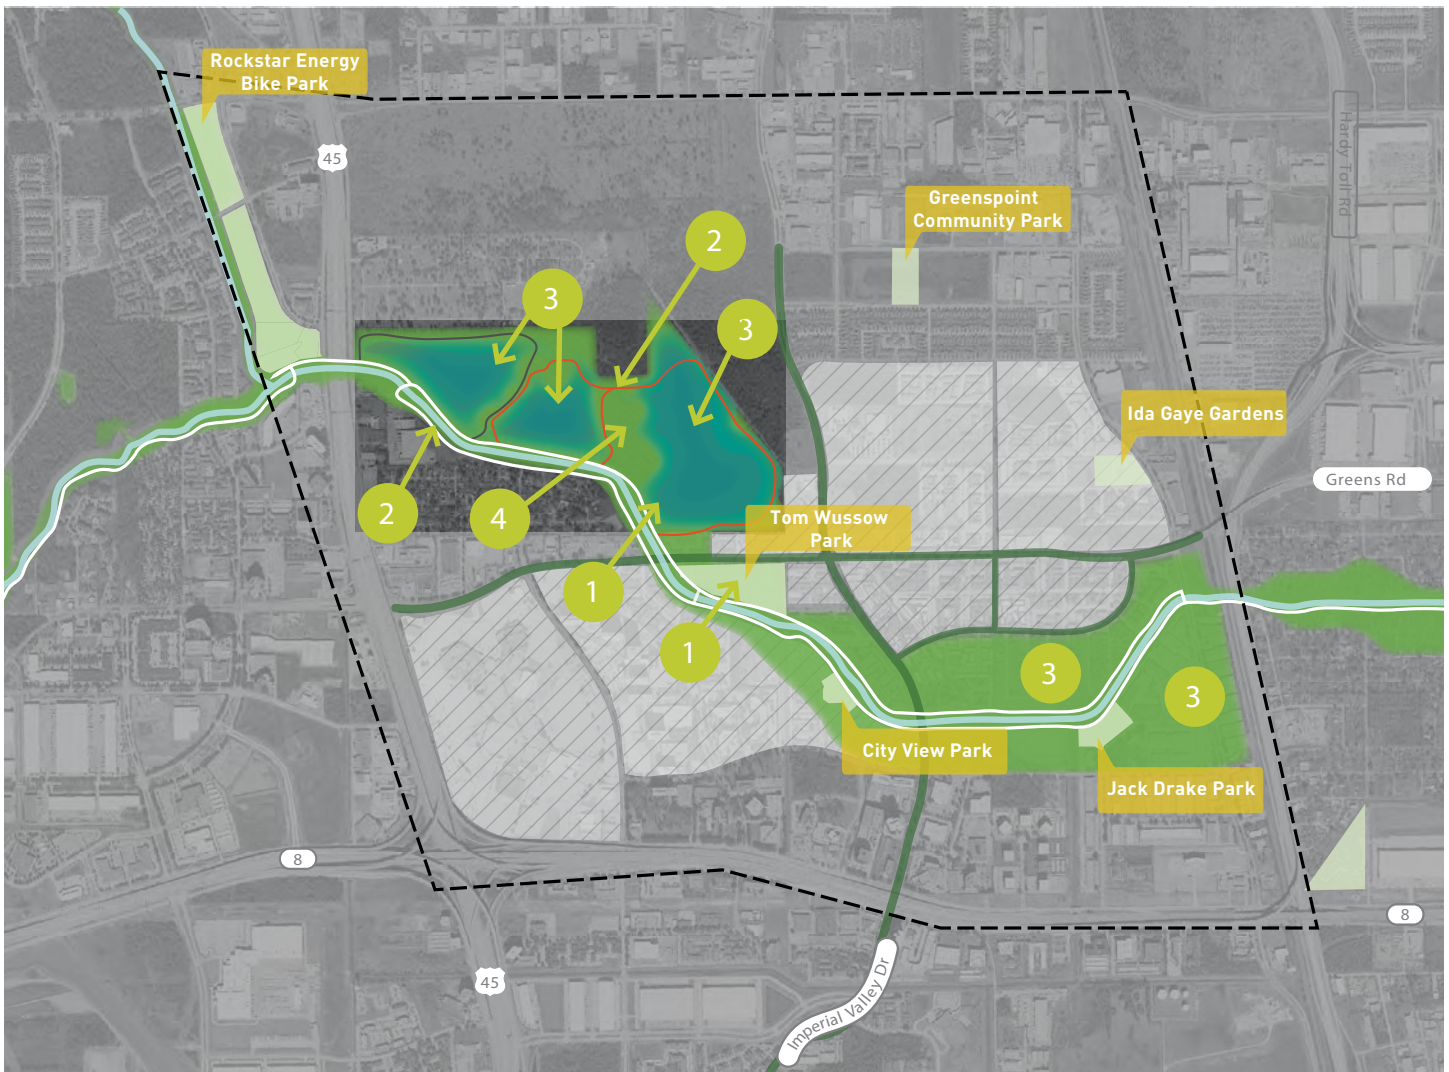 Rockstar Energy
Bike Park
45
Hardy Toll Rd
Greenspoint
Community Park
2
3
3
Ida Gaye Gardens
Greens Rd
2
4
Tom Wussow
Park
1
1
3
3
City View Park
Jack Drake Park
8
8
45
Imperial Valley Dr